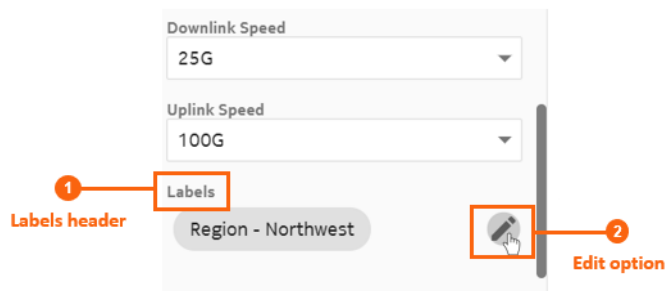 Downlink Speed
25G
Uplink Speed
100G
1
Labels
Labels header
Region - Northwest
2
Edit option